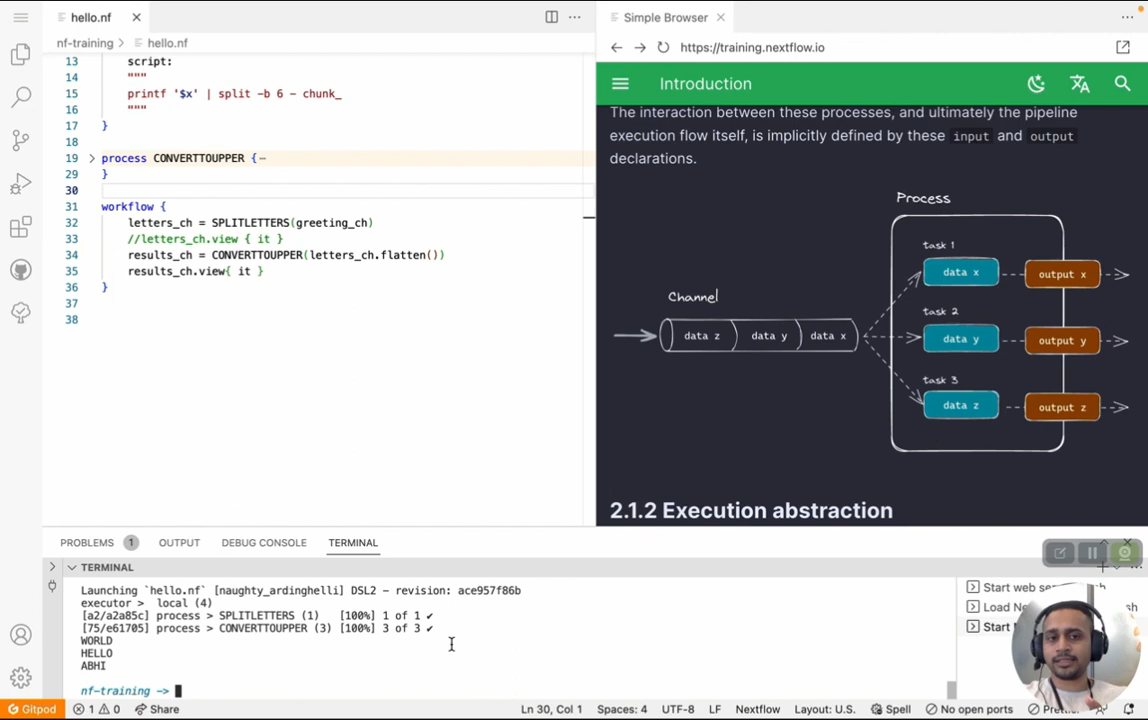 hello.nf
nf-training > hello.nf
13 script:
14 """
15 printf '$x' | split -b 6 - chunk_
16 """
17 }
18
19 process CONVERTTOUPPER {
29 }
30
31 workflow {
32 letters_ch = SPLITLETTERS(greeting_ch)
33 //letters_ch.view { it }
34 results_ch = CONVERTTOUPPER(letters_ch.flatten())
35 results_ch.view{ it }
36 }
37
38
Simple Browser
https://training.nextflow.io
Introduction
The interaction between these processes, and ultimately the pipeline
execution flow itself, is implicitly defined by these input and output
declarations.
Process
task 1
data x output x
Channel
task 2
data z data y data x
data y output y
task 3
data z output z
2.1.2 Execution abstraction
PROBLEMS 1 OUTPUT DEBUG CONSOLE TERMINAL
TERMINAL
Launching `hello.nf` [naughty_ardinghelli] DSL2 - revision: ace957f86b
executor > local (4)
[a2/a2a85c] process > SPLITLETTERS (1) [100%] 1 of 1 ✔
[75/e61705] process > CONVERTTOUPPER (3) [100%] 3 of 3 ✔
WORLD
HELLO
ABHI
nf-training ->
Start web
Load
Start
Gitpod 1 0 Share Ln 30, Col 1 Spaces: 4 UTF-8 LF Nextflow Layout: U.S. Spell No open ports